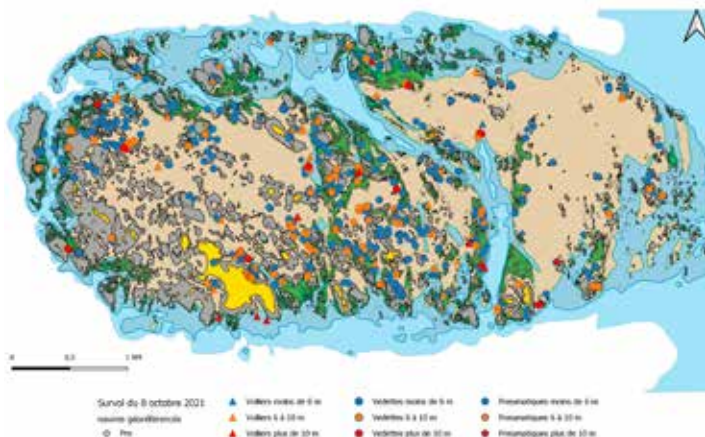 0 0,5 1 km
Survol du 8 octobre 2021
navires géoréférencés
Pro
Voiliers moins de 6 m
Voiliers 6 à 10 m
Voiliers plus de 10 m
Vedettes moins de 6 m
Vedettes 6 à 10 m
Vedettes plus de 10 m
Pneumatiques moins de 6 m
Pneumatiques 6 à 10 m
Pneumatiques plus de 10 m